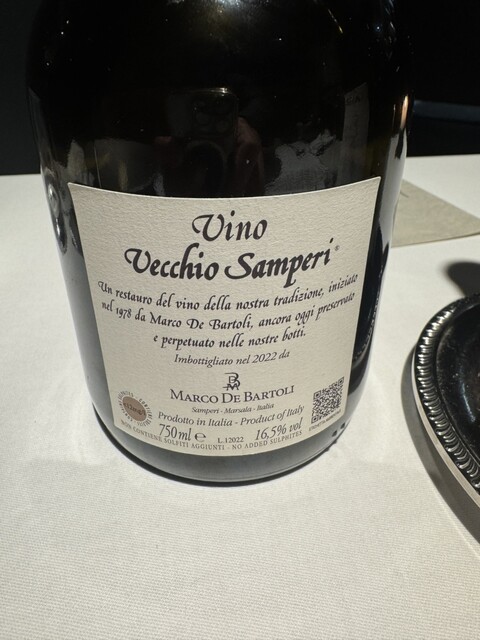 Vino
Vecchio Samperi®
Un restauro del vino della nostra tradizione, iniziato
nel 1978 da Marco De Bartoli, ancora oggi preservato
e perpetuato nelle nostre botti.
Imbottigliato nel 2022 da
MARCO DE BARTOLI
Samperi - Marsala - Italia
Prodotto in Italia - Product of Italy
750ml e L.12022 16.5% vol
NON CONTIENE SOLFITI AGGIUNTI - NO ADDED SULPHITES